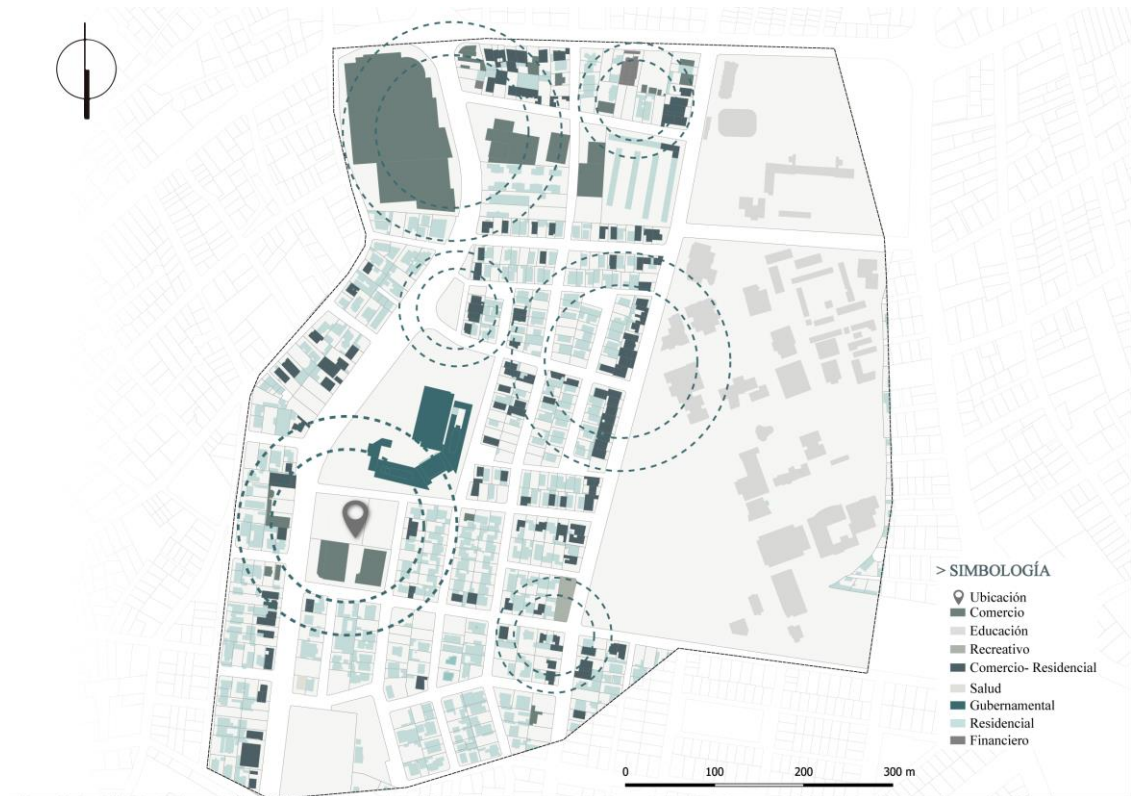 > SIMBOLOGÍA
Ubicación
Comercio
Educación
Recreativo
Comercio- Residencial
Salud
Gubernamental
Residencial
Financiero
0 100 200 300 m